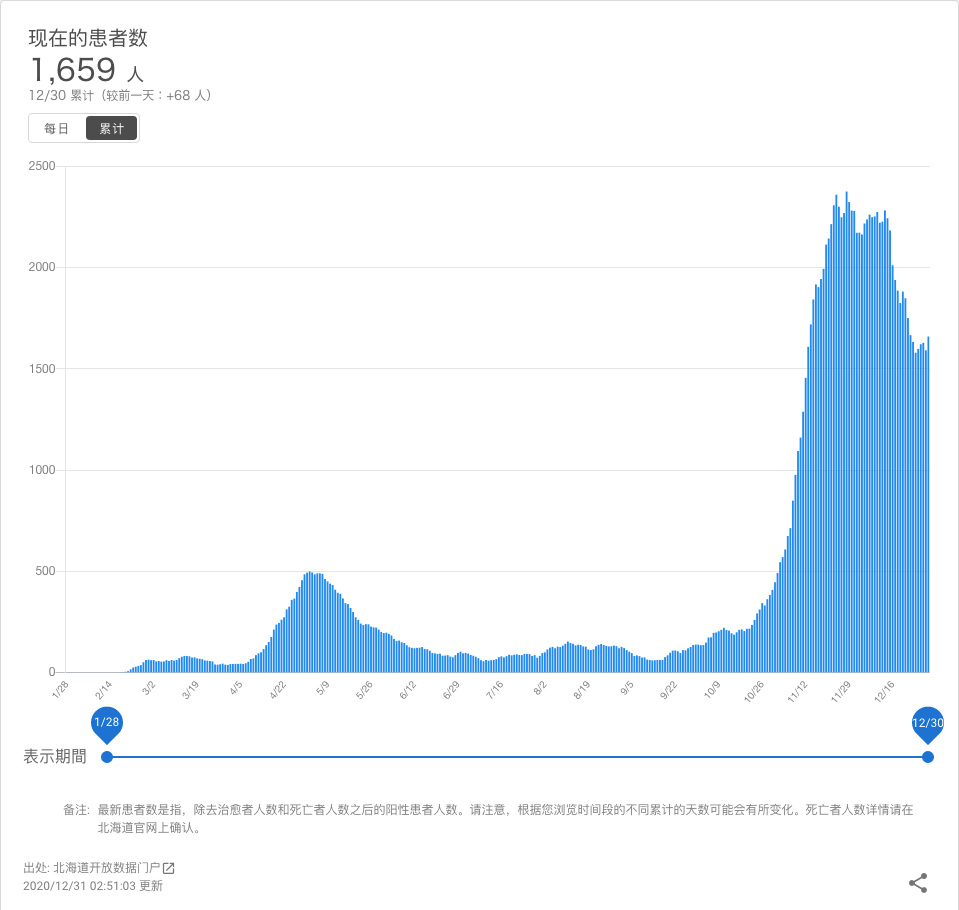 现在的患者数
1,659 人
12/30 累计（较前一天：+68 人）
每日 累计
2500
2000
1500
1000
500
0
1/28 2/14 3/2 3/19 4/5 4/22 5/9 5/26 6/12 6/29 7/16 8/2 8/19 9/5 9/22 10/9 10/26 11/12 11/29 12/16
1/28 12/30
表示期間
备注: 最新患者数是指，除去治愈者人数和死亡者人数之后的阳性患者人数。请注意，根据您浏览时间段的不同累计的天数可能会有所变化。死亡者人数详情请在
北海道官网上确认。
出处: 北海道开放数据门户
2020/12/31 02:51:03 更新